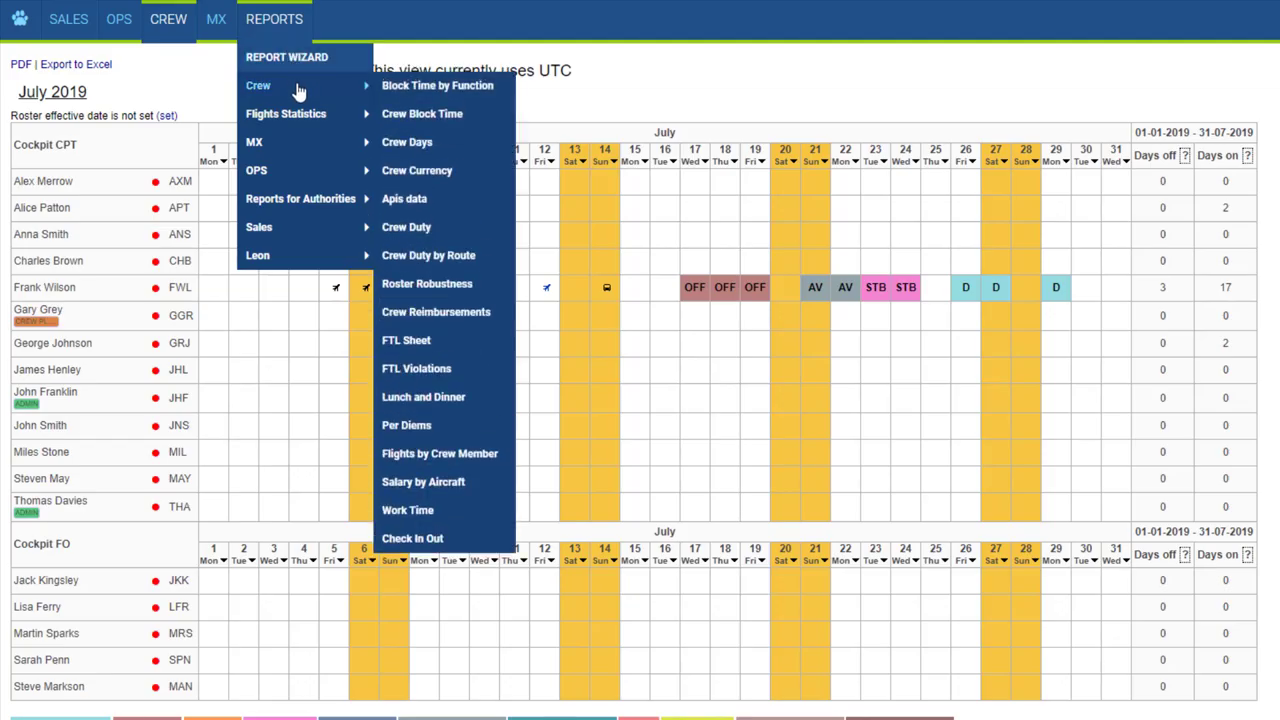 SALES OPS CREW MX REPORTS
REPORT WIZARD
Crew
Flights Statistics
MX
OPS
Reports for Authorities
Sales
Leon
Block Time by Function
Crew Block Time
Crew Days
Crew Currency
Apis data
Crew Duty
Crew Duty by Route
Roster Robustness
Crew Reimbursements
FTL Sheet
FTL Violations
Lunch and Dinner
Per Diems
Flights by Crew Member
Salary by Aircraft
Work Time
Check In Out
PDF | Export to Excel
his view currently uses UTC
July 2019
Roster effective date is not set (set)
Cockpit CPT July 01-01-2019 - 31-07-2019
1 12 13 14 15 16 17 18 19 20 21 22 23 24 25 26 27 28 29 30 31 Days off ? Days on ?
Mon T Fri Sat Sun Mon Tue Wed Thu Fri Sat Sun Mon Tue Wed Thu Fri Sat Sun Mon Tue Wed
Alex Merrow AXM 0 0
Alice Patton APT 0 2
Anna Smith ANS 0 0
Charles Brown CHB 0 0
Frank Wilson FWL OFF OFF OFF AV AV STB STB D D D 3 17
Gary Grey GGR 0 0
George Johnson GRJ 0 2
James Henley JHL 0 0
John Franklin JHF 0 0
ADMIN
John Smith JNS 0 0
Miles Stone MIL 0 0
Steven May MAY 0 0
Thomas Davies THA 0 0
ADMIN
Cockpit FO July 01-01-2019 - 31-07-2019
1 2 3 4 5 6 7 8 9 10 11 12 13 14 15 16 17 18 19 20 21 22 23 24 25 26 27 28 29 30 31 Days off ? Days on ?
Mon Tue Wed Thu Fri Sat Sun Mon Tue Wed Thu Fri Sat Sun Mon Tue Wed Thu Fri Sat Sun Mon Tue Wed Thu Fri Sat Sun Mon Tue Wed
Jack Kingsley JKK 0 0
Lisa Ferry LFR 0 0
Martin Sparks MRS 0 0
Sarah Penn SPN 0 0
Steve Markson MAN 0 0